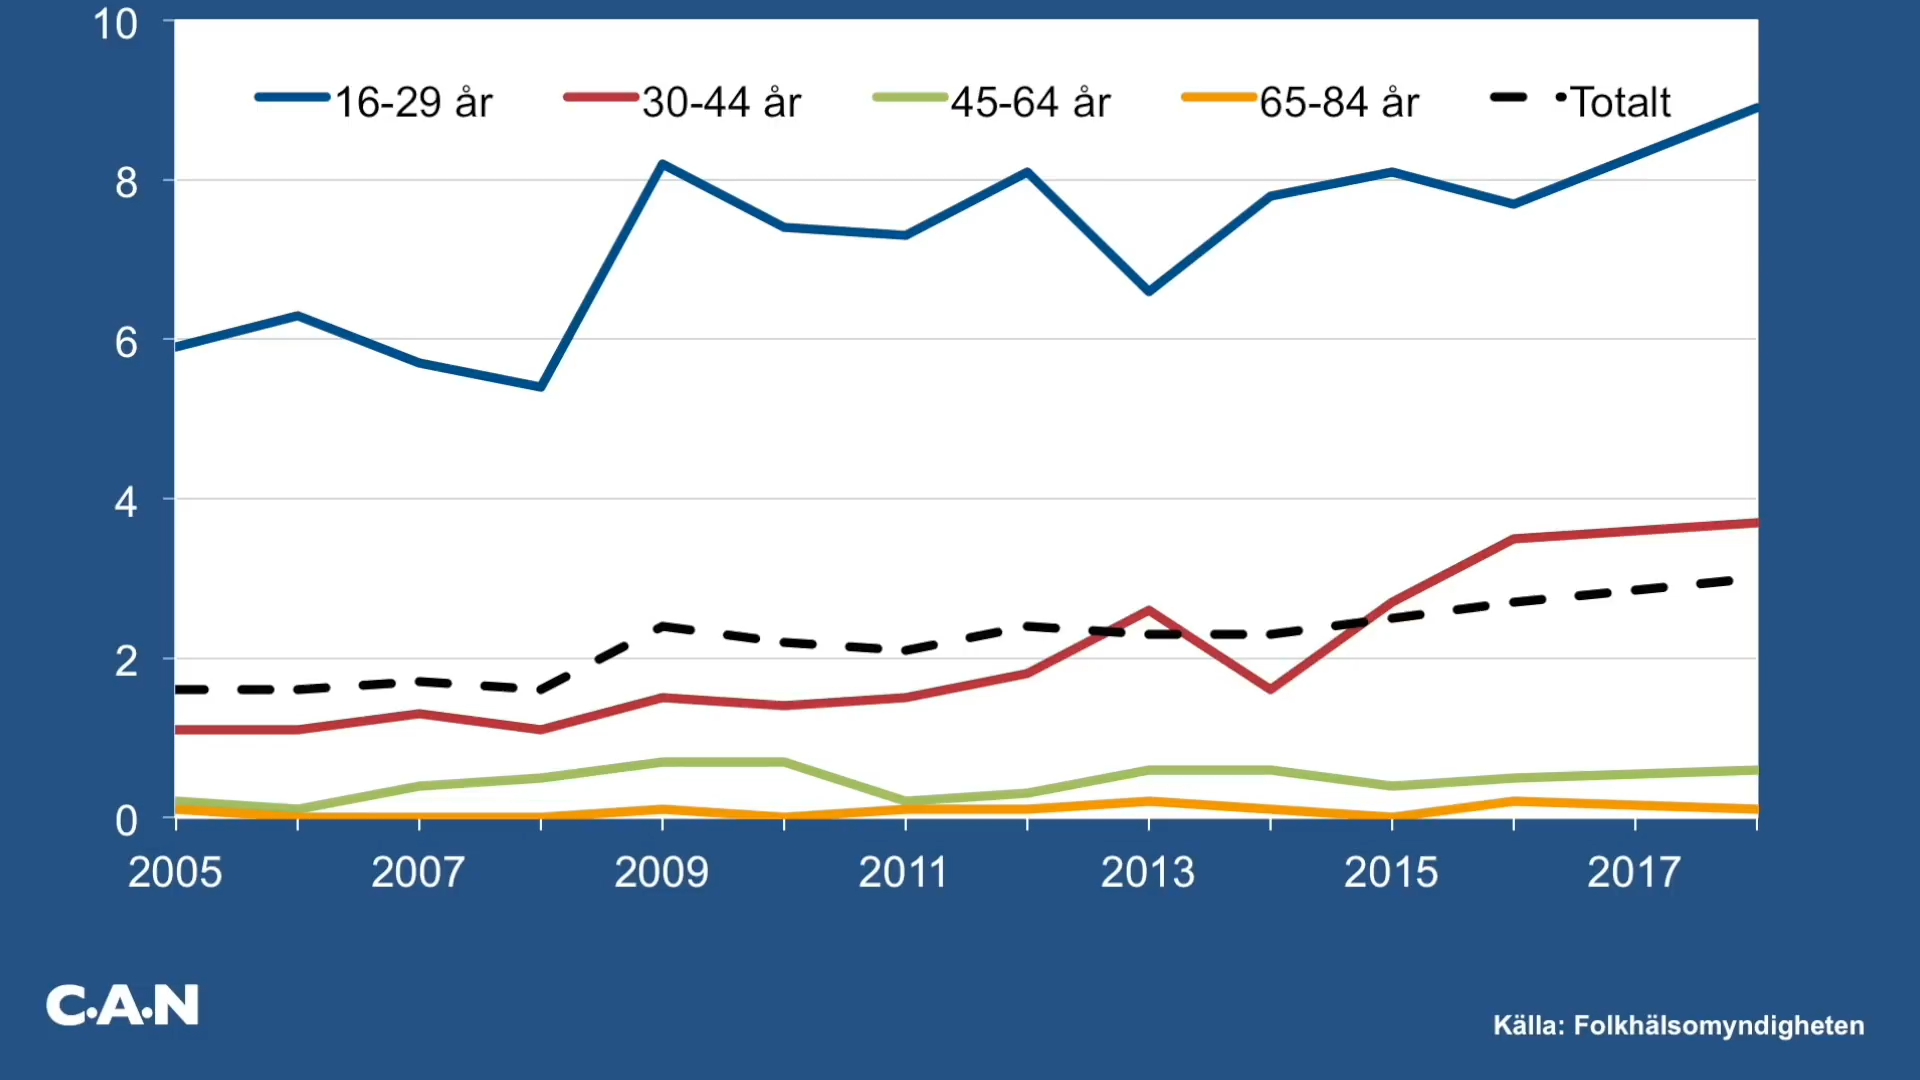 10
16-29 år 30-44 år 45-64 år 65-84 år Totalt
8
6
4
2
0
2005 2007 2009 2011 2013 2015 2017
C.A.N
Källa: Folkhälsomyndigheten